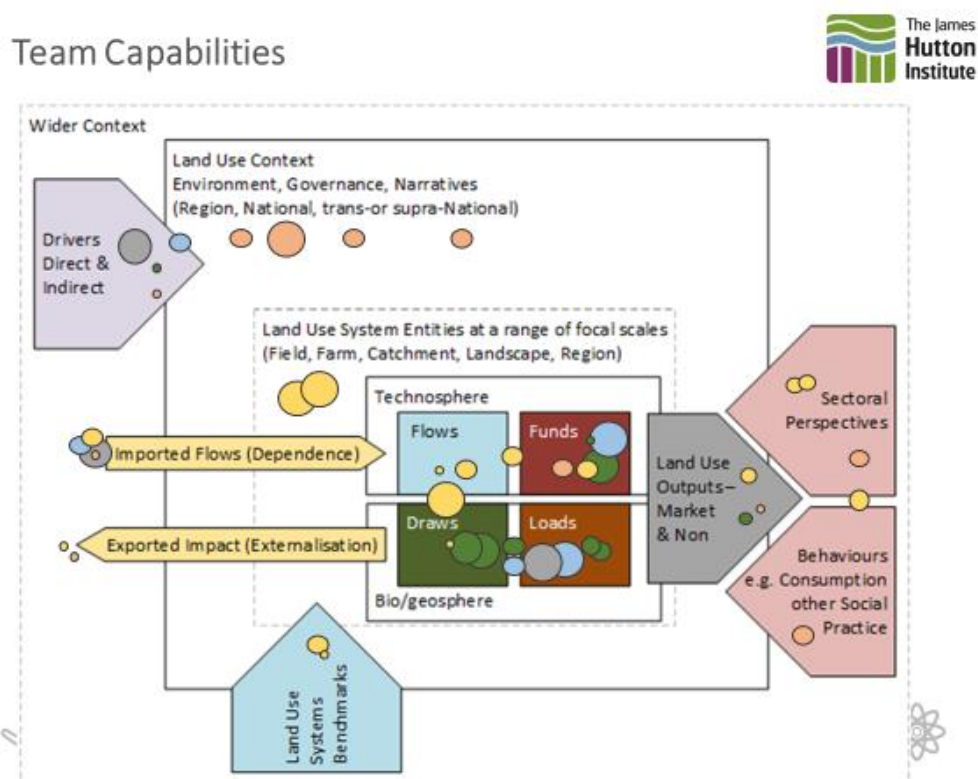 Team Capabilities
The James
Hutton
Institute
Wider Context
Land Use Context
Environment, Governance, Narratives
(Region, National, trans-or supra-National)
Drivers
Direct &
Indirect
Land Use System Entities at a range of focal scales
(Field, Farm, Catchment, Landscape, Region)
Technosphere
Flows
Funds
Sectoral
Perspectives
Imported Flows (Dependence)
Land Use
Outputs–
Market
& Non
Draws
Loads
Exported Impact (Externalisation)
Behaviours
e.g. Consumption
other Social
Practice
Bio/geosphere
Land Use
Systems
Benchmarks